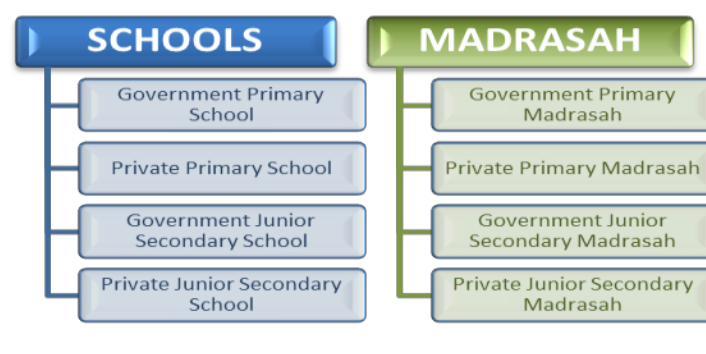 SCHOOLS
Government Primary
School
Private Primary School
Government Junior
Secondary School
Private Junior Secondary
School
MADRASAH
Government Primary
Madrasah
Private Primary Madrasah
Government Junior
Secondary Madrasah
Private Junior Secondary
Madrasah